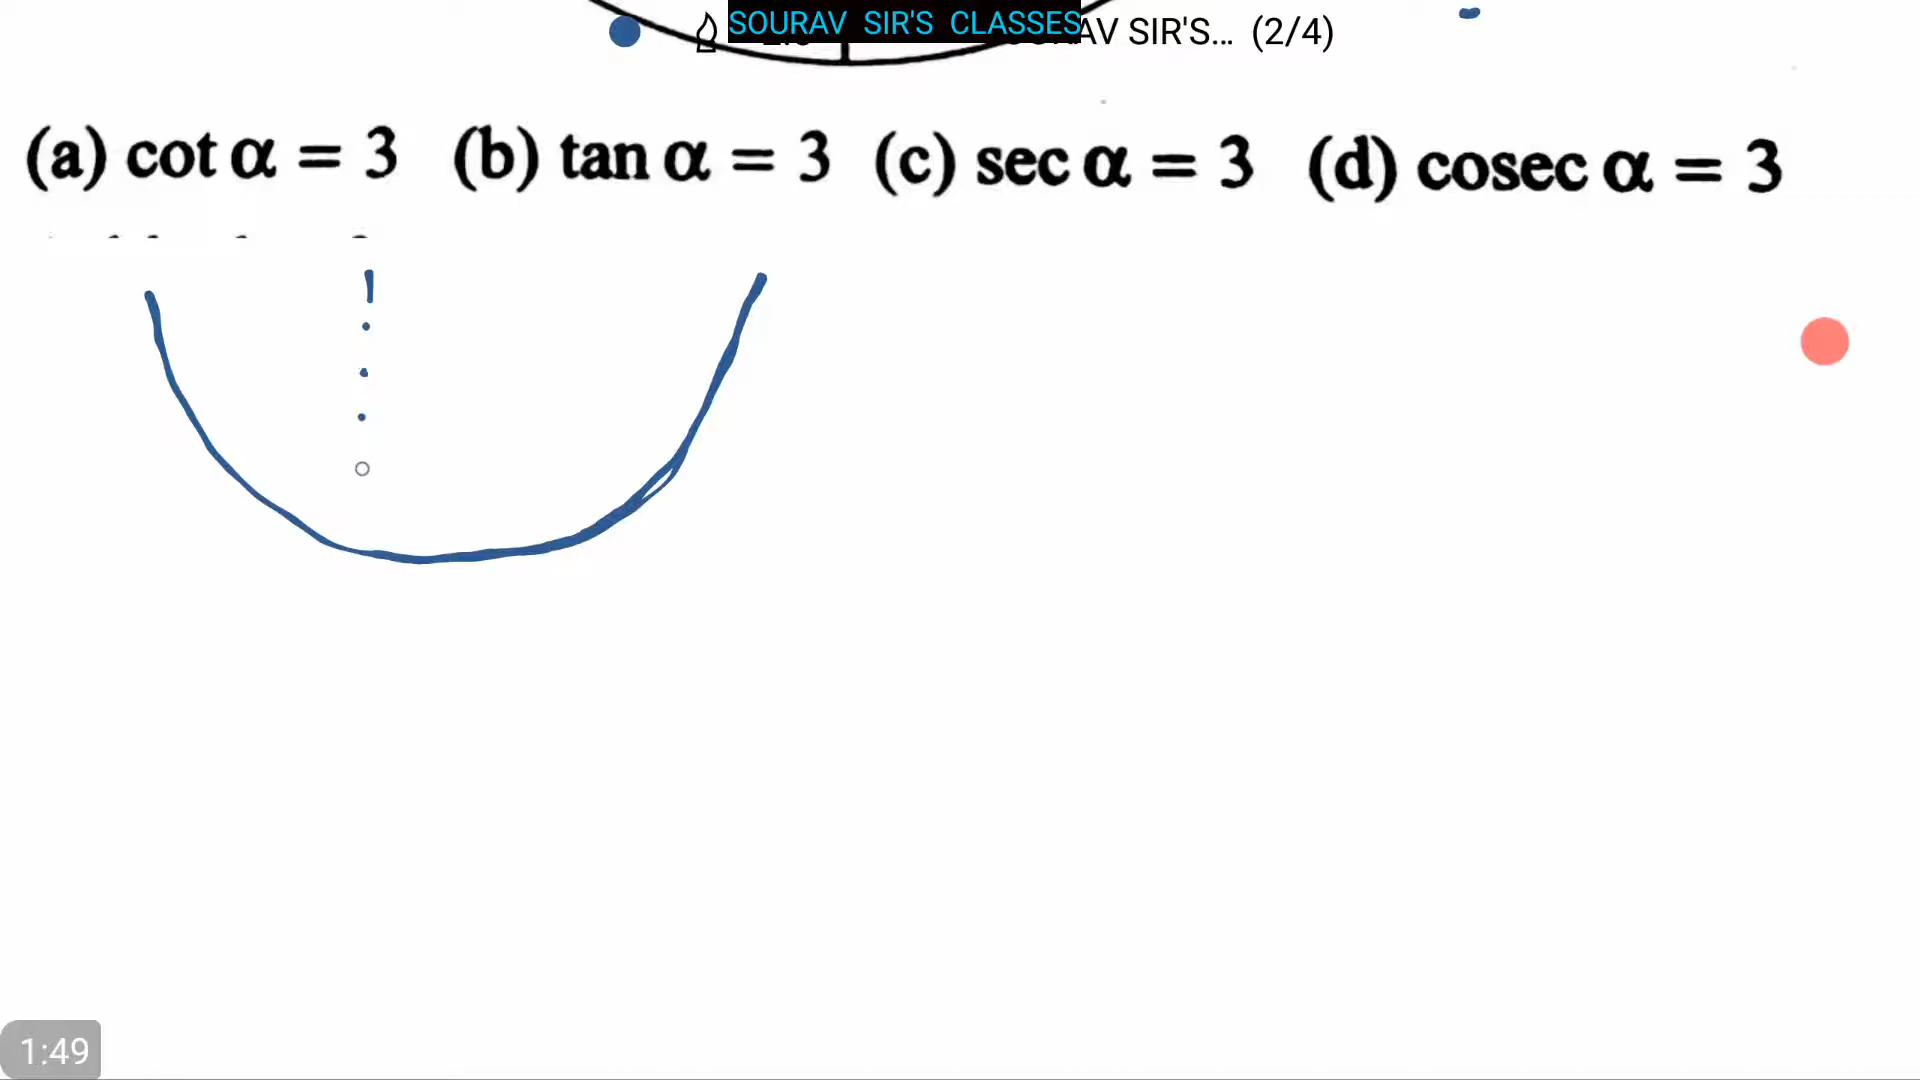 SOURAV SIR'S CLASSES AV SIR'S... (2/4)
(a) cot α = 3 (b) tan α = 3 (c) sec α = 3 (d) cosec α = 3
1:49